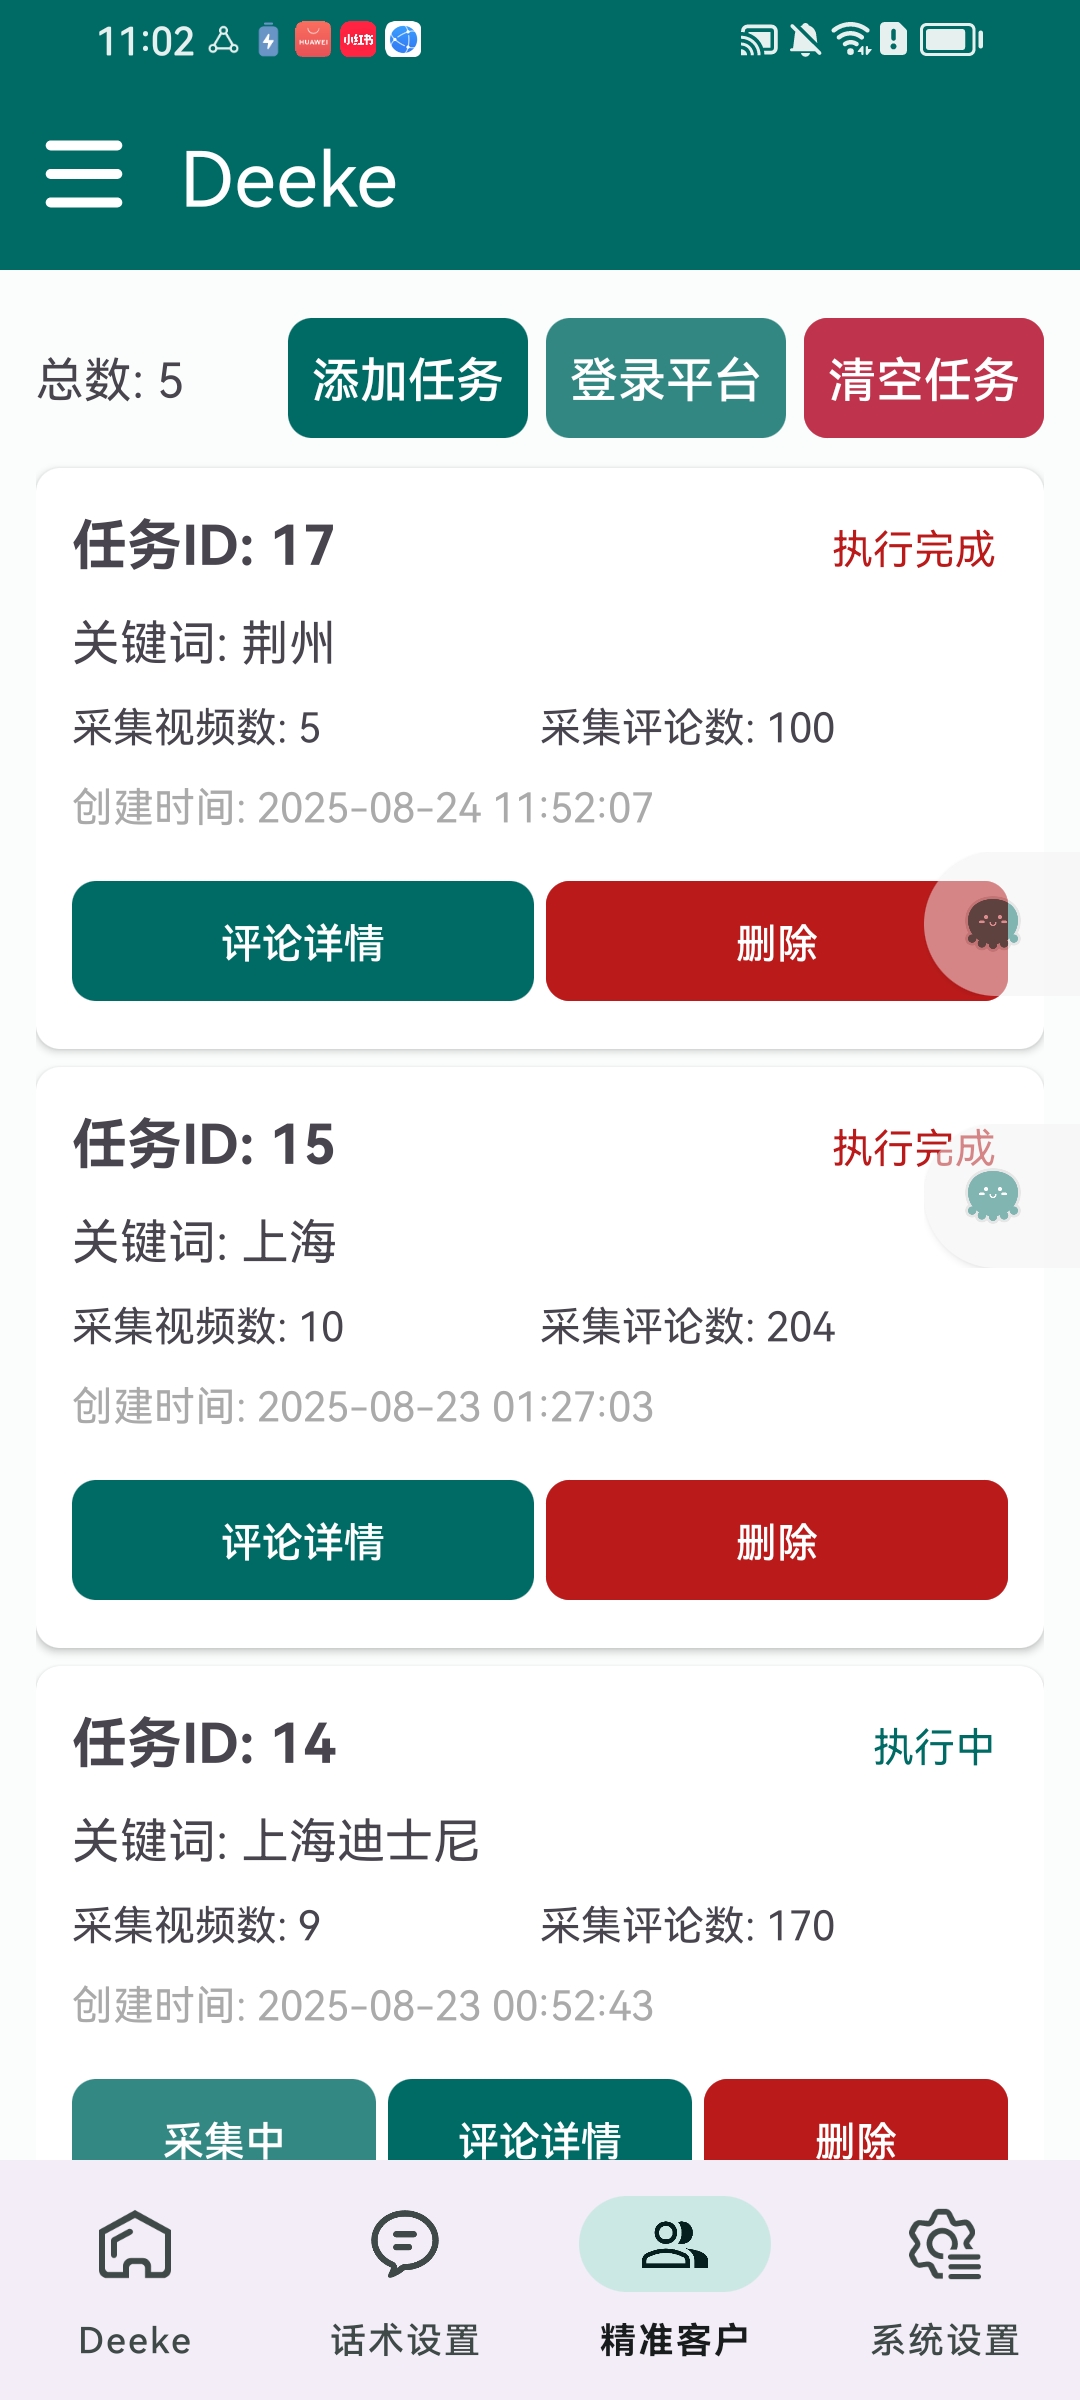 11:02
HUAWEI
小红书
Deeke
总数: 5
添加任务
登录平台
清空任务
任务ID: 17
执行完成
关键词: 荆州
采集视频数: 5
采集评论数: 100
创建时间: 2025-08-24 11:52:07
评论详情
删除
任务ID: 15
执行完成
关键词: 上海
采集视频数: 10
采集评论数: 204
创建时间: 2025-08-23 01:27:03
评论详情
删除
任务ID: 14
执行中
关键词: 上海迪士尼
采集视频数: 9
采集评论数: 170
创建时间: 2025-08-23 00:52:43
采集中
评论详情
删除
Deeke
话术设置
精准客户
系统设置